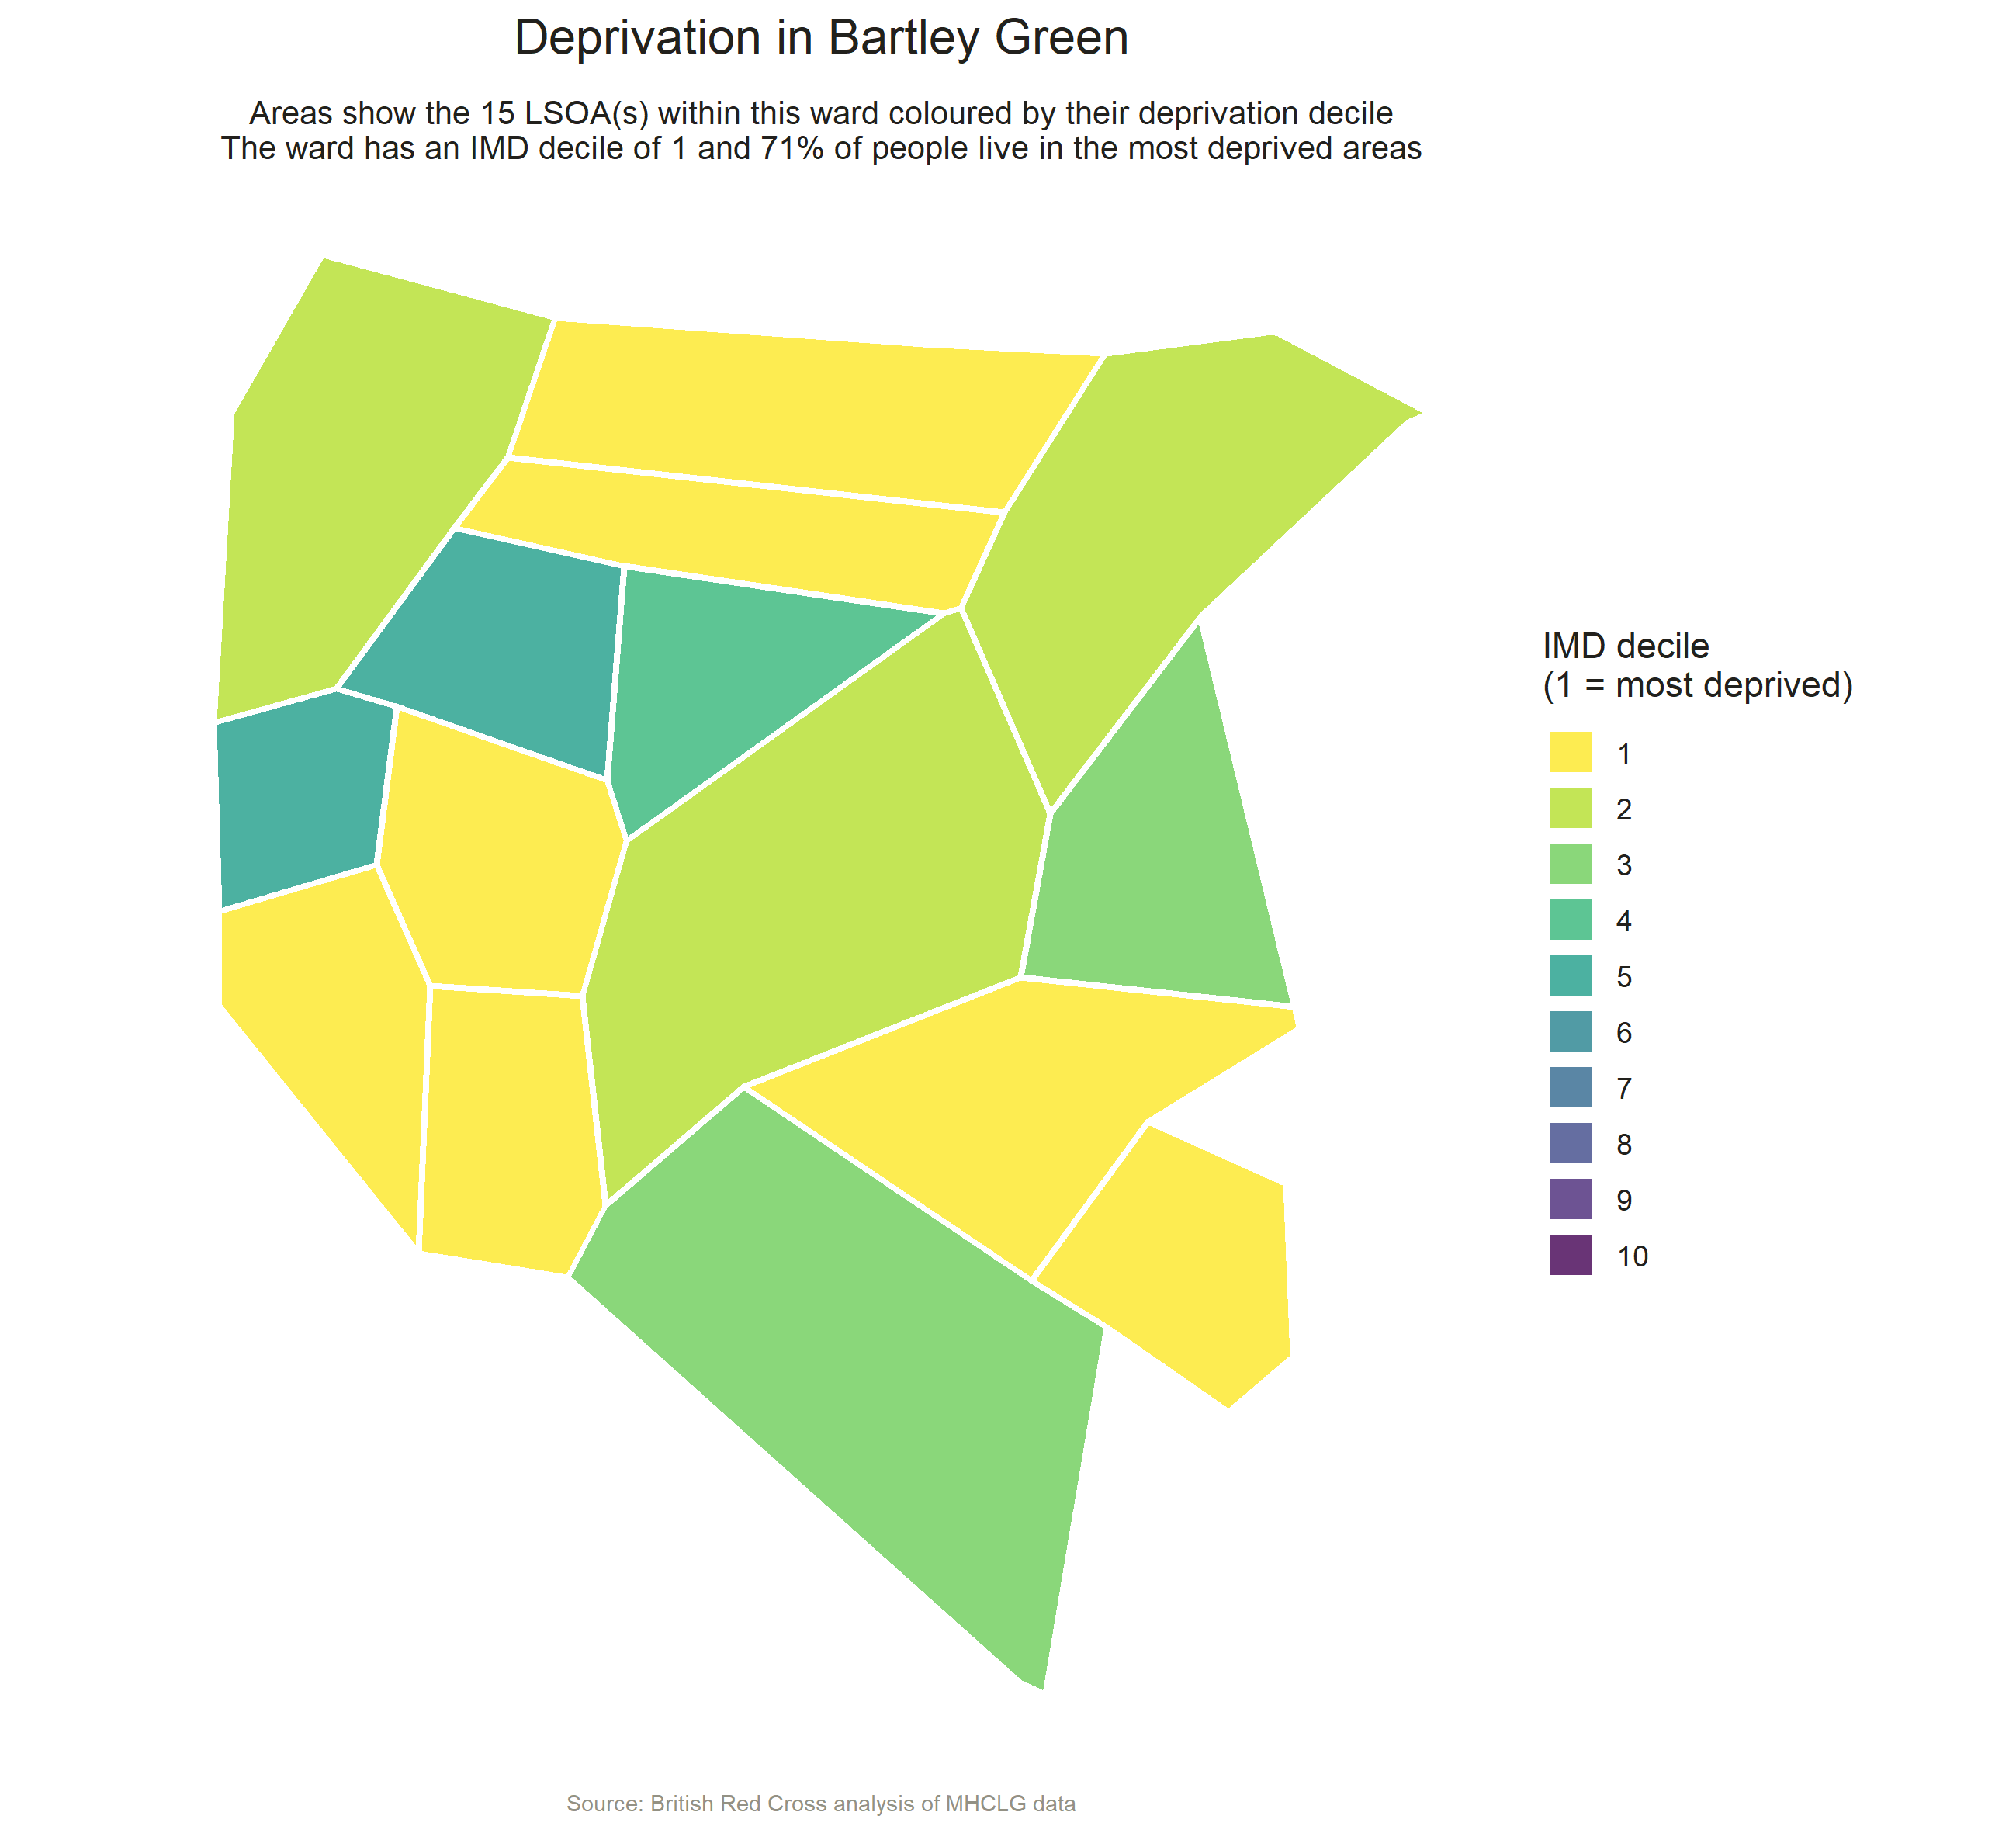 Deprivation in Bartley Green
Areas show the 15 LSOA(s) within this ward coloured by their deprivation decile
The ward has an IMD decile of 1 and 71% of people live in the most deprived areas
IMD decile
(1 = most deprived)
1
2
3
4
5
6
7
8
9
10
Source: British Red Cross analysis of MHCLG data